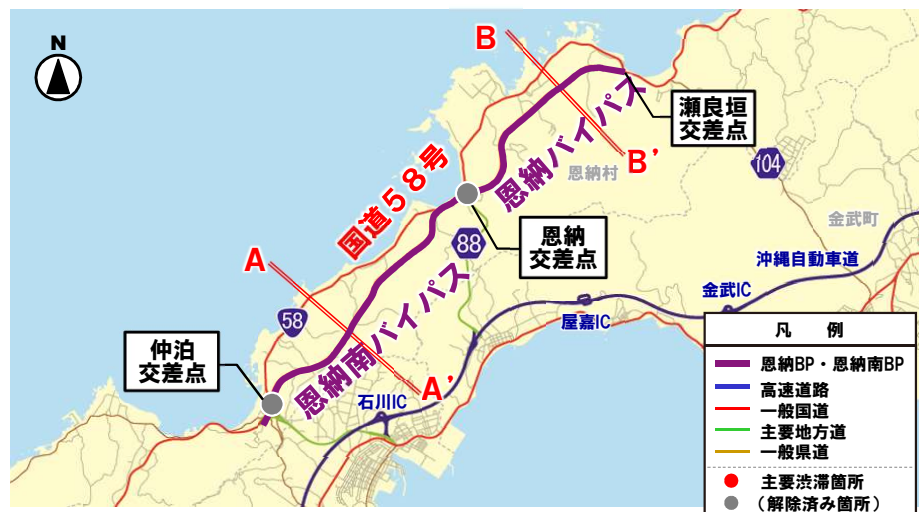 N
B
瀬良垣
交差点
恩納バイパス
B'
104
恩納村
金武町
国道58号
恩納
交差点
88
沖縄自動車道
A
58
恩納南バイパス
金武IC
屋嘉IC
仲泊
交差点
A'
石川IC
凡 例
恩納BP・恩納南BP
高速道路
一般国道
主要地方道
一般県道
主要渋滞箇所
(解除済み箇所)